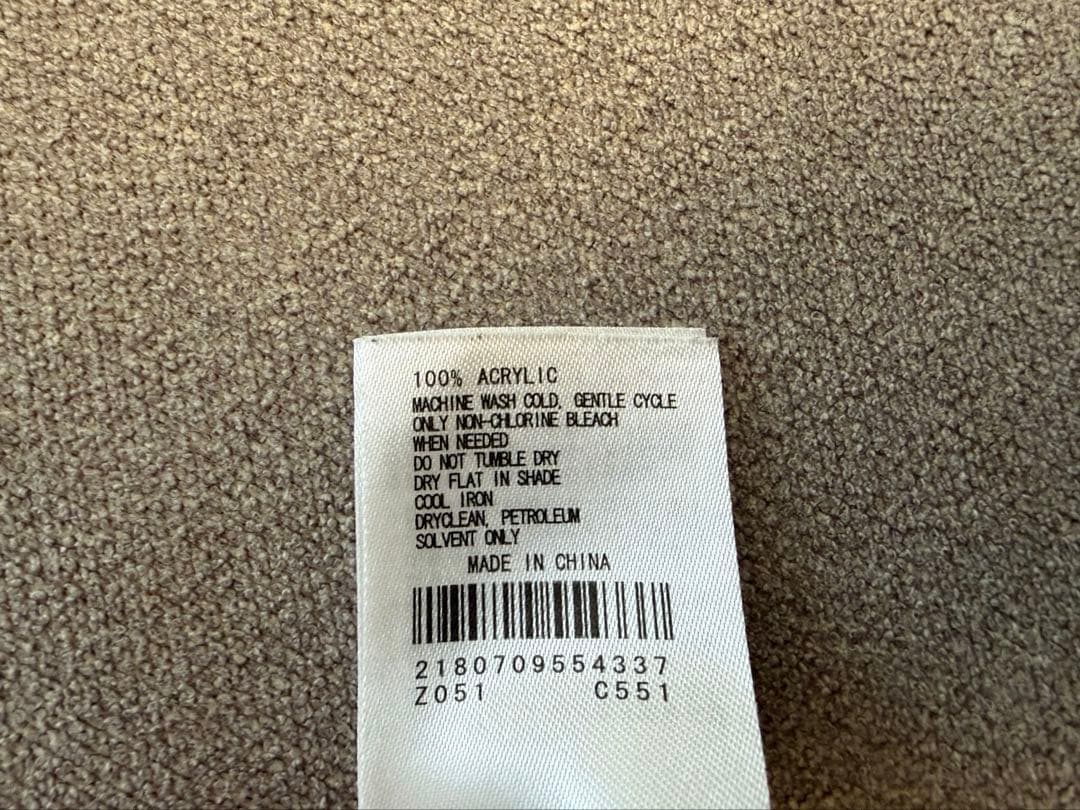 100% ACRYLIC
MACHINE WASH COLD, GENTLE CYCLE
ONLY NON-CHLORINE BLEACH
WHEN NEEDED
DO NOT TUMBLE DRY
DRY FLAT IN SHADE
COOL IRON
DRYCLEAN, PETROLEUM
SOLVENT ONLY
MADE IN CHINA
2180709554337
Z051 C551